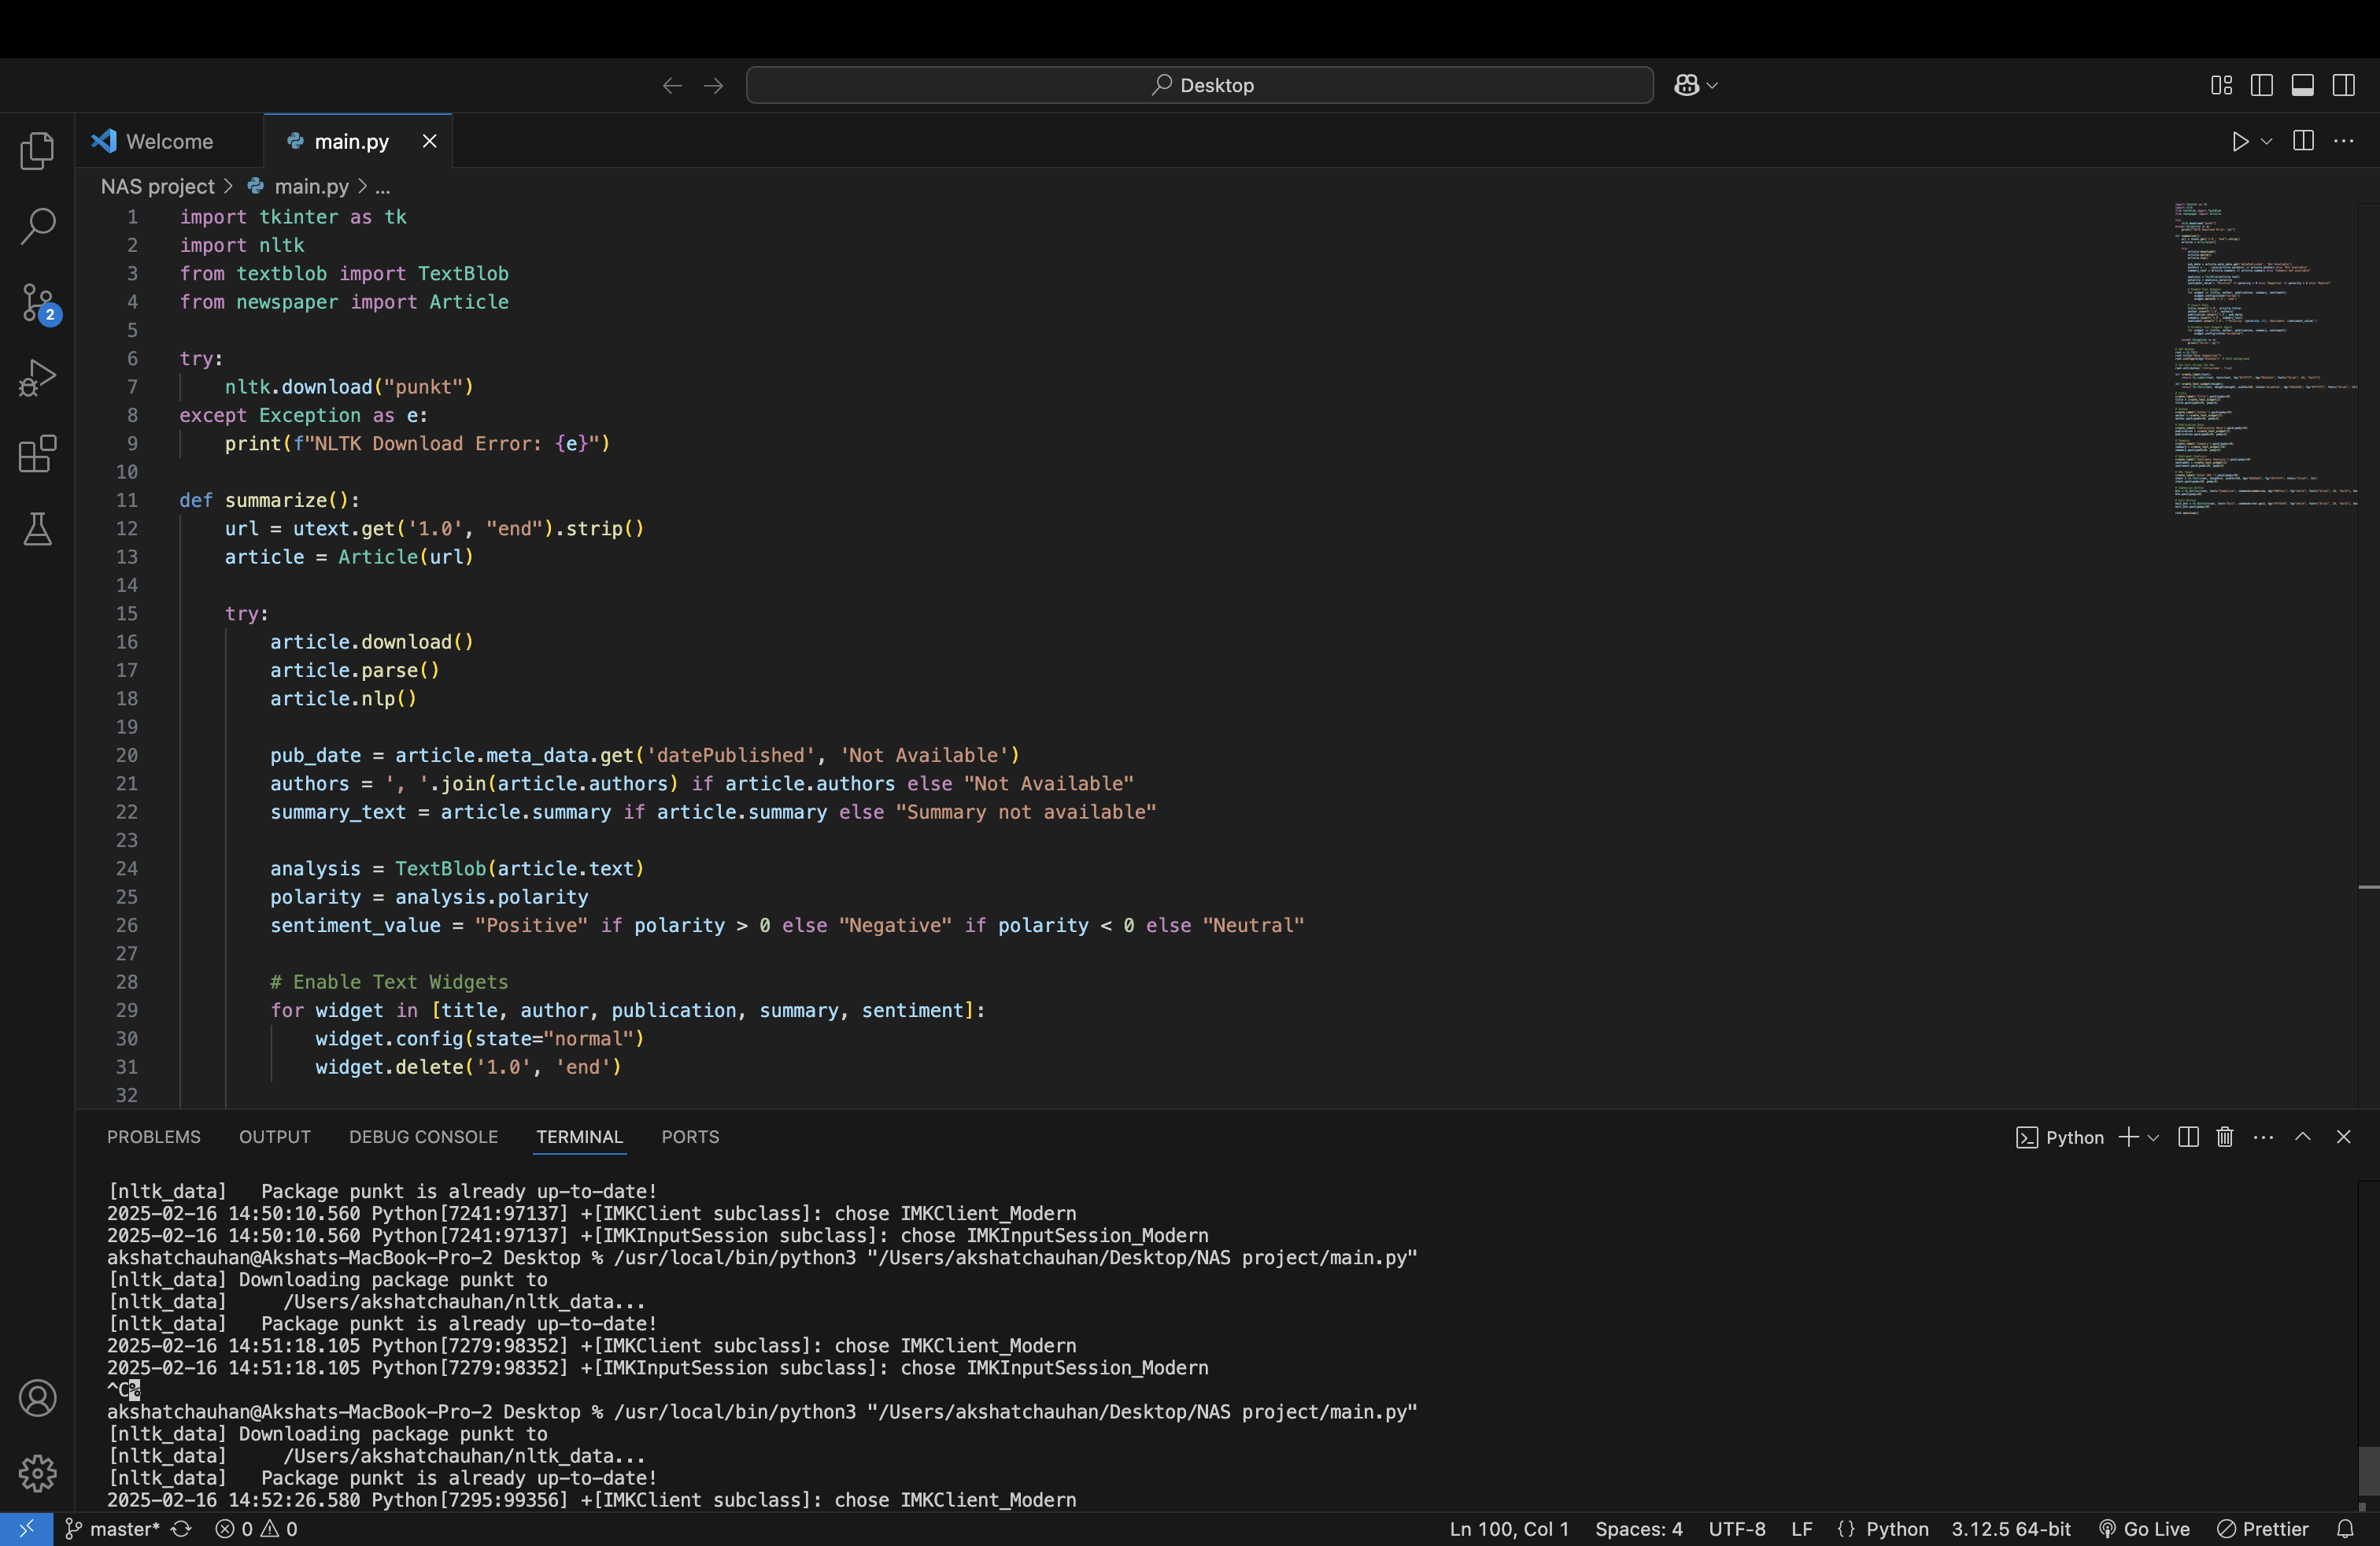 Desktop
Welcome
main.py
NAS project > main.py > ...
1 import tkinter as tk
2 import nltk
3 from textblob import TextBlob
4 from newspaper import Article
5
6 try:
7 nltk.download("punkt")
8 except Exception as e:
9 print(f"NLTK Download Error: {e}")
10
11 def summarize():
12 url = utext.get('1.0', "end").strip()
13 article = Article(url)
14
15 try:
16 article.download()
17 article.parse()
18 article.nlp()
19
20 pub_date = article.meta_data.get('datePublished', 'Not Available')
21 authors = ', '.join(article.authors) if article.authors else "Not Available"
22 summary_text = article.summary if article.summary else "Summary not available"
23
24 analysis = TextBlob(article.text)
25 polarity = analysis.polarity
26 sentiment_value = "Positive" if polarity > 0 else "Negative" if polarity < 0 else "Neutral"
27
28 # Enable Text Widgets
29 for widget in [title, author, publication, summary, sentiment]:
30 widget.config(state="normal")
31 widget.delete('1.0', 'end')
32
2
PROBLEMS OUTPUT DEBUG CONSOLE TERMINAL PORTS Python
[nltk_data]   Package punkt is already up-to-date!
2025-02-16 14:50:10.560 Python[7241:97137] +[IMKClient subclass]: chose IMKClient_Modern
2025-02-16 14:50:10.560 Python[7241:97137] +[IMKInputSession subclass]: chose IMKInputSession_Modern
akshatchauhan@Akshats-MacBook-Pro-2 Desktop % /usr/local/bin/python3 "/Users/akshatchauhan/Desktop/NAS project/main.py"
[nltk_data] Downloading package punkt to
[nltk_data]     /Users/akshatchauhan/nltk_data...
[nltk_data]   Package punkt is already up-to-date!
2025-02-16 14:51:18.105 Python[7279:98352] +[IMKClient subclass]: chose IMKClient_Modern
2025-02-16 14:51:18.105 Python[7279:98352] +[IMKInputSession subclass]: chose IMKInputSession_Modern
^C%
akshatchauhan@Akshats-MacBook-Pro-2 Desktop % /usr/local/bin/python3 "/Users/akshatchauhan/Desktop/NAS project/main.py"
[nltk_data] Downloading package punkt to
[nltk_data]     /Users/akshatchauhan/nltk_data...
[nltk_data]   Package punkt is already up-to-date!
2025-02-16 14:52:26.580 Python[7295:99356] +[IMKClient subclass]: chose IMKClient_Modern
master* 0 0 Ln 100, Col 1 Spaces: 4 UTF-8 LF {} Python 3.12.5 64-bit Go Live Prettier